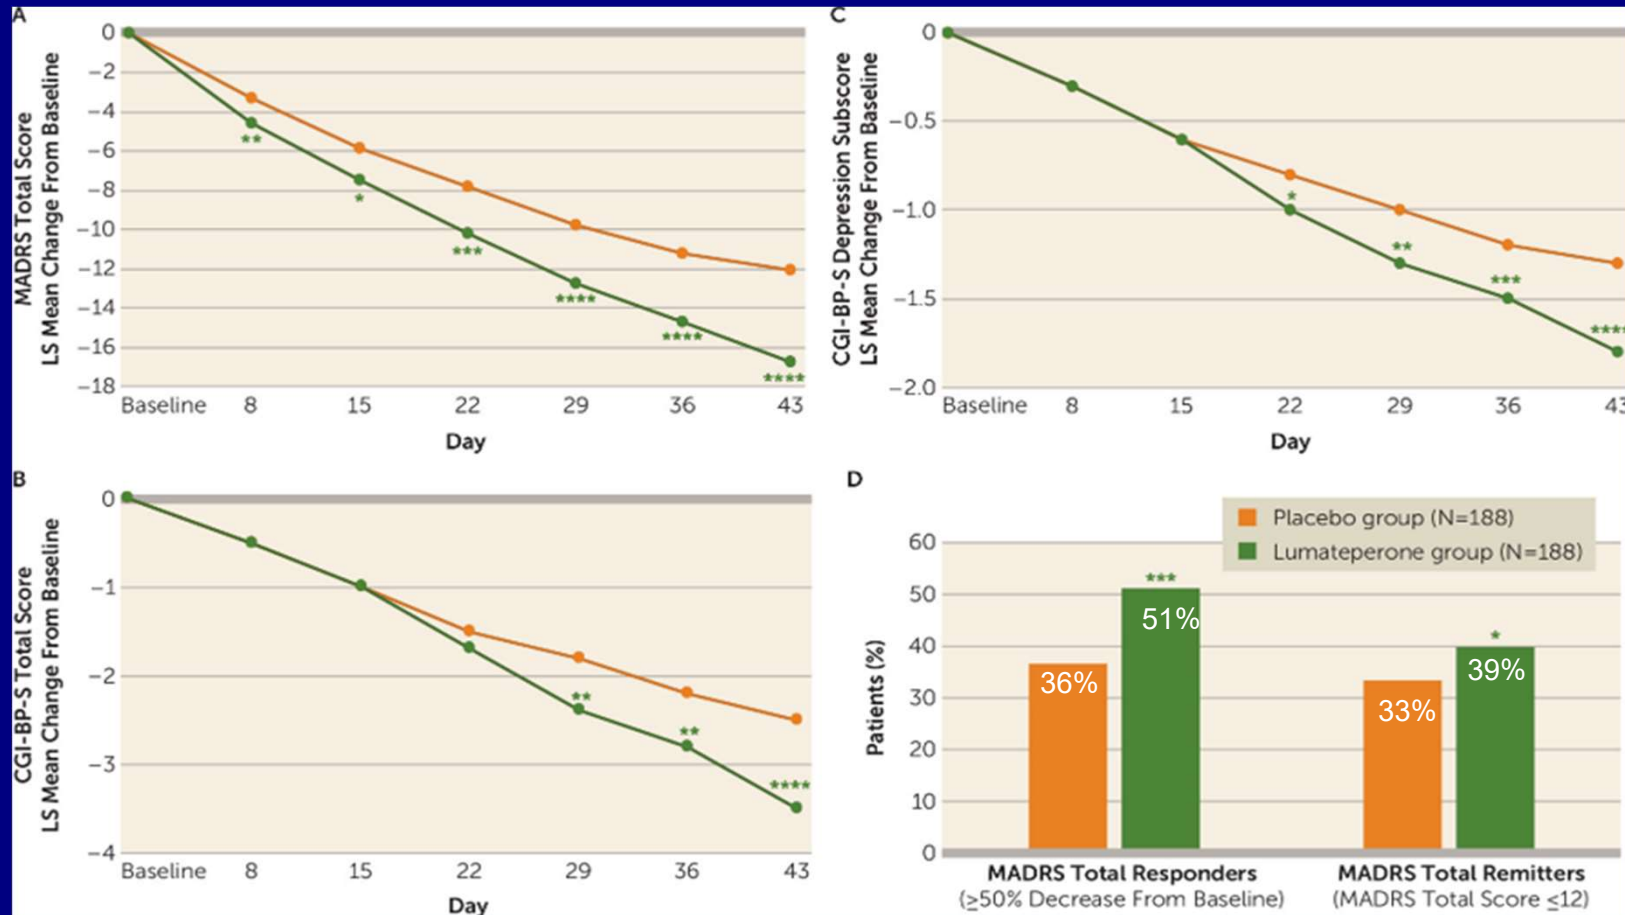 A
MADRS Total Score
LS Mean Change From Baseline
0
−2
−4
−6
−8
−10
−12
−14
−16
−18
**
*
***
****
****
****
Baseline 8 15 22 29 36 43
Day
C
CGI-BP-S Depression Subscore
LS Mean Change From Baseline
0
−0.5
−1.0
−1.5
−2.0
*
**
***
****
Baseline 8 15 22 29 36 43
Day
B
CGI-BP-S Total Score
LS Mean Change From Baseline
0
−1
−2
−3
−4
**
**
****
Baseline 8 15 22 29 36 43
Day
D
Placebo group (N=188)
Lumateperone group (N=188)
Patients (%)
60
50
40
30
20
10
0
***
51%
36%
*
39%
33%
MADRS Total Responders
(≥50% Decrease From Baseline)
MADRS Total Remitters
(MADRS Total Score ≤12)